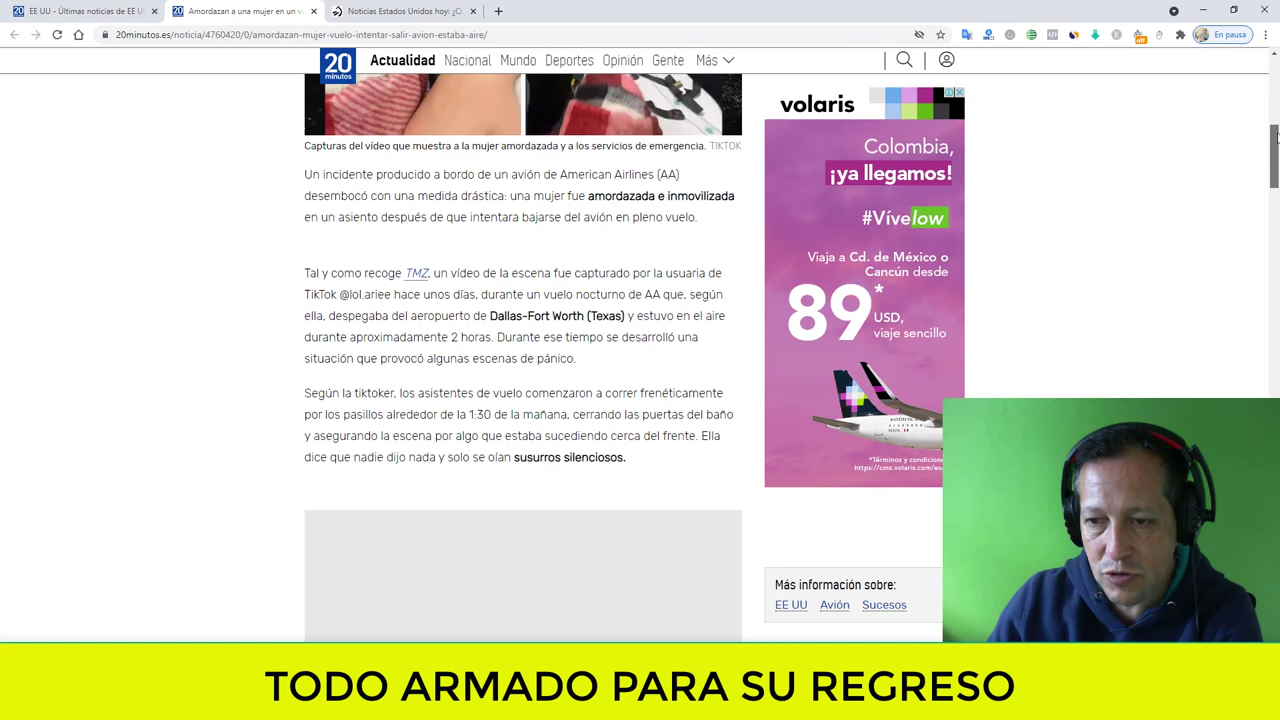 EE UU - Últimas noticias de EE U
Amordazan a una mujer en un v
Noticias Estados Unidos hoy: ¿Q
20minutos.es/noticia/4760420/0/amordazan-mujer-vuelo-intentar-salir-avion-estaba-aire/
off
En pausa
20
minutos
Actualidad
Nacional
Mundo
Deportes
Opinión
Gente
Más
Capturas del vídeo que muestra a la mujer amordazada y a los servicios de emergencia. TIKTOK
Un incidente producido a bordo de un avión de American Airlines (AA)
desembocó con una medida drástica: una mujer fue amordazada e inmovilizada
en un asiento después de que intentara bajarse del avión en pleno vuelo.
Tal y como recoge TMZ, un vídeo de la escena fue capturado por la usuaria de
TikTok @lol.ariee hace unos días, durante un vuelo nocturno de AA que, según
ella, despegaba del aeropuerto de Dallas-Fort Worth (Texas) y estuvo en el aire
durante aproximadamente 2 horas. Durante ese tiempo se desarrolló una
situación que provocó algunas escenas de pánico.
Según la tiktoker, los asistentes de vuelo comenzaron a correr frenéticamente
por los pasillos alrededor de la 1:30 de la mañana, cerrando las puertas del baño
y asegurando la escena por algo que estaba sucediendo cerca del frente. Ella
dice que nadie dijo nada y solo se oían susurros silenciosos.
volaris
Colombia,
¡ya llegamos!
#Vívelow
Viaja a Cd. de México o
Cancún desde
89*
USD,
viaje sencillo
volaris
*Términos y condicione
https://cms.volaris.com/es
Más información sobre:
EE UU
Avión
Sucesos
TODO ARMADO PARA SU REGRESO